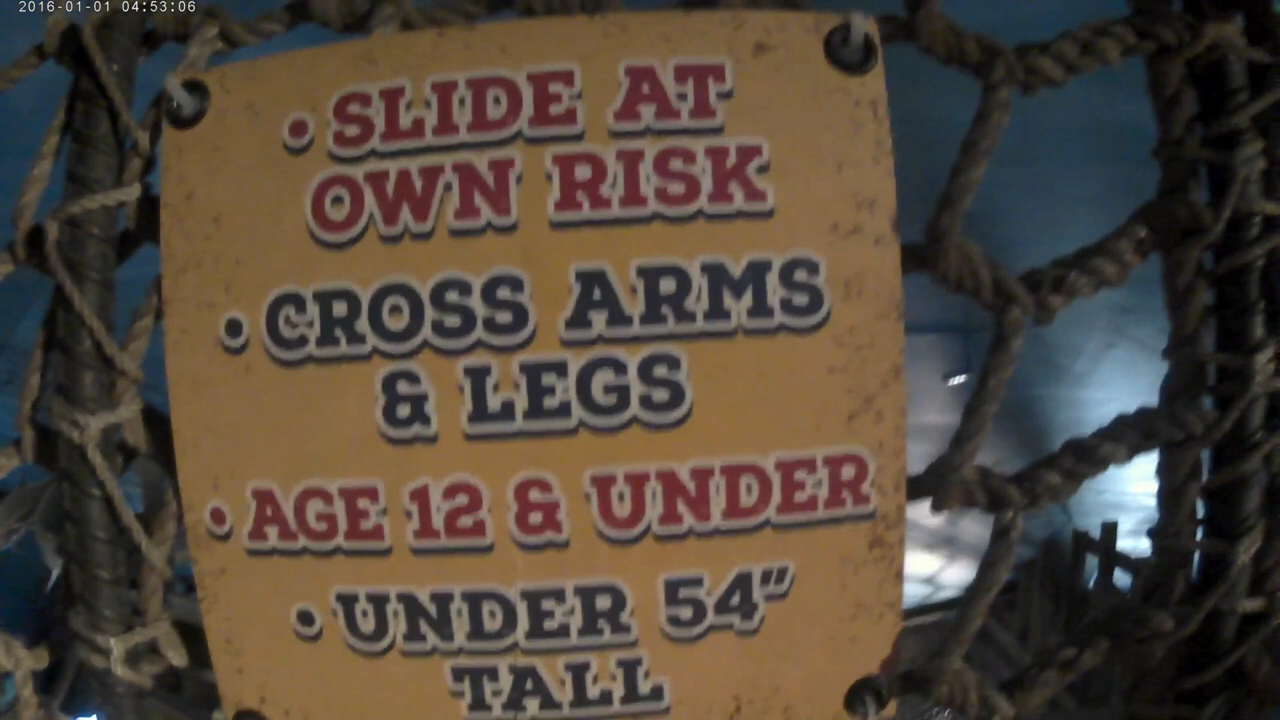 2016-01-01 04:53:06
• SLIDE AT
OWN RISK
• CROSS ARMS
& LEGS
• AGE 12 & UNDER
• UNDER 54"
TALL